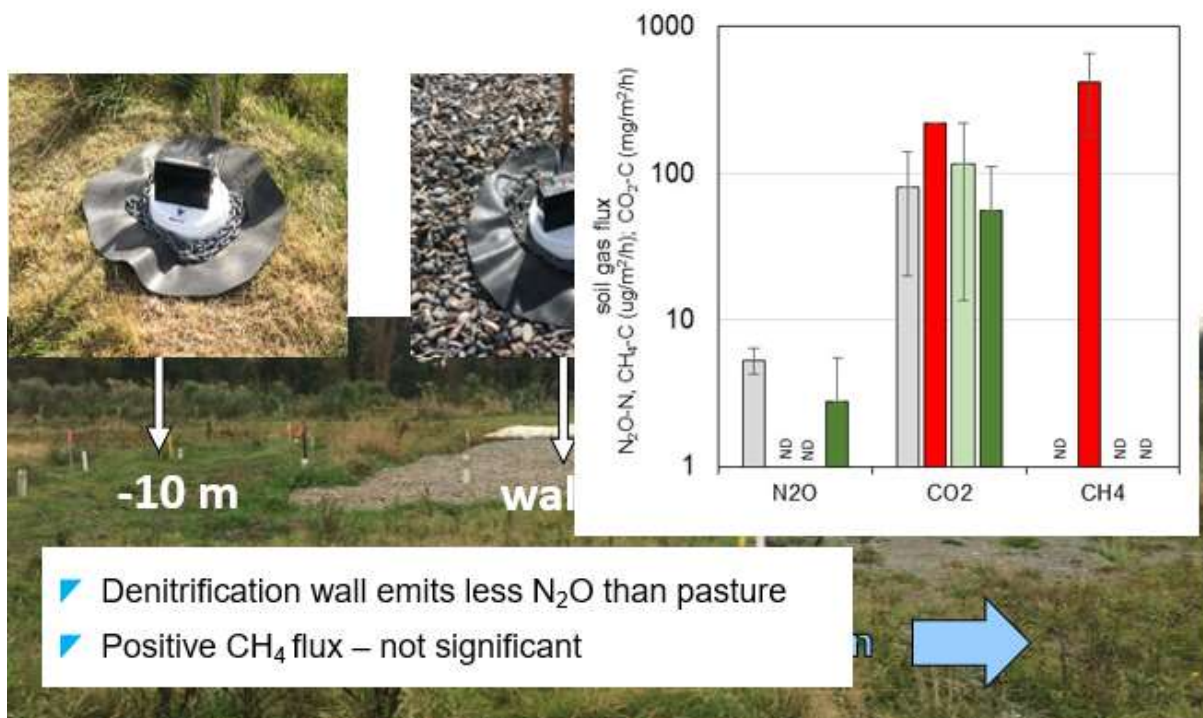 1000
100
10
1
soil gas flux
N₂O-N, CH₄-C (ug/m²/h); CO₂-C (mg/m²/h)
ND
ND
ND
ND
ND
N2O
CO2
CH4
-10 m
wal
Denitrification wall emits less N₂O than pasture
Positive CH₄ flux – not significant